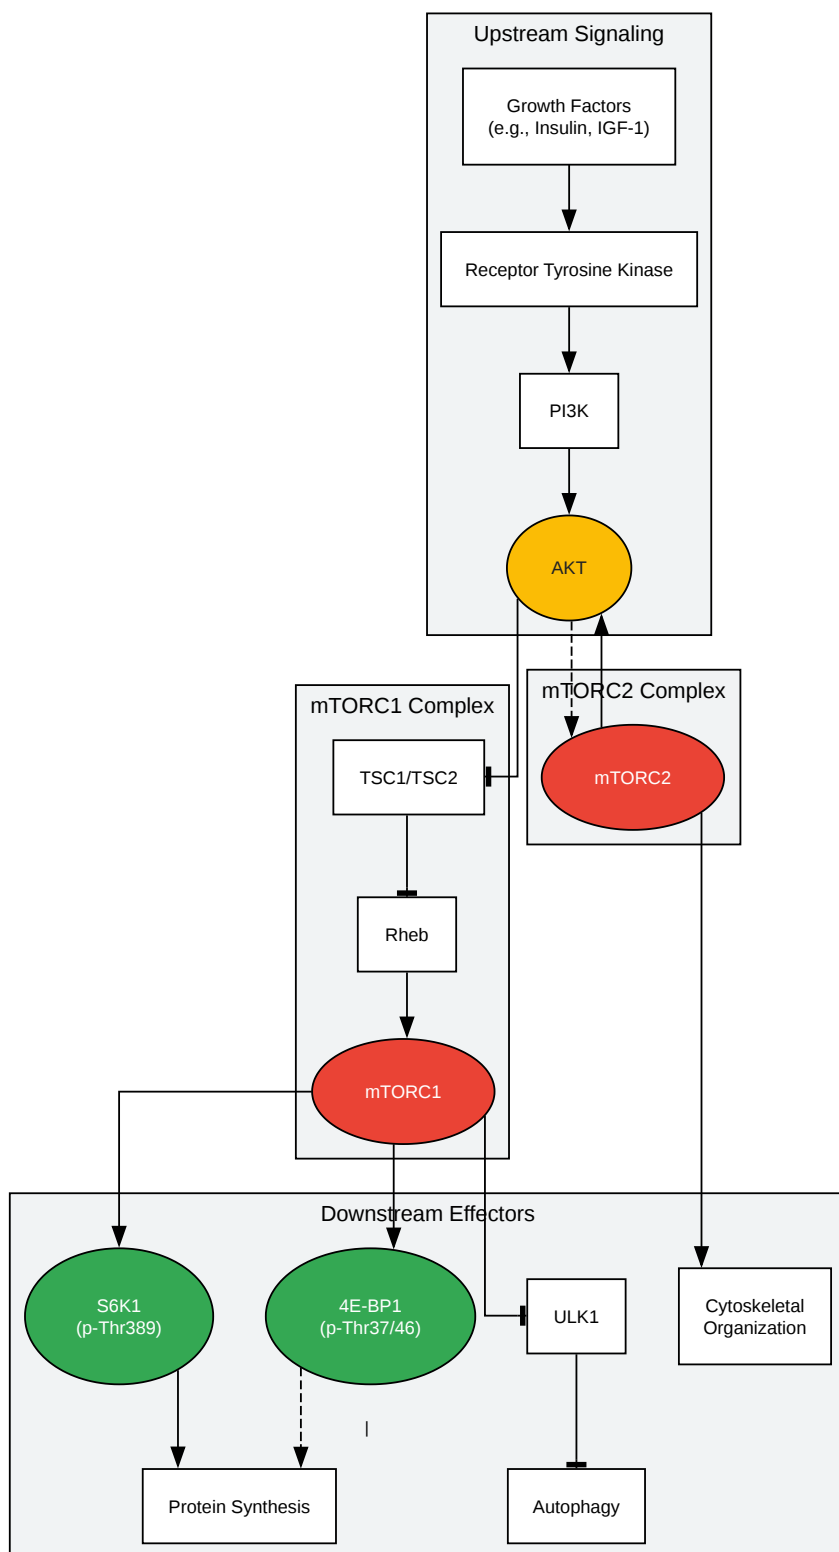 Upstream Signaling
Growth Factors
(e.g., Insulin, IGF-1)
Receptor Tyrosine Kinase
PI3K
AKT
mTORC2 Complex
mTORC1 Complex
TSC1/TSC2
mTORC2
Rheb
mTORC1
Downstream Effectors
S6K1
(p-Thr389)
4E-BP1
(p-Thr37/46)
ULK1
Cytoskeletal
Organization
|
Protein Synthesis
Autophagy